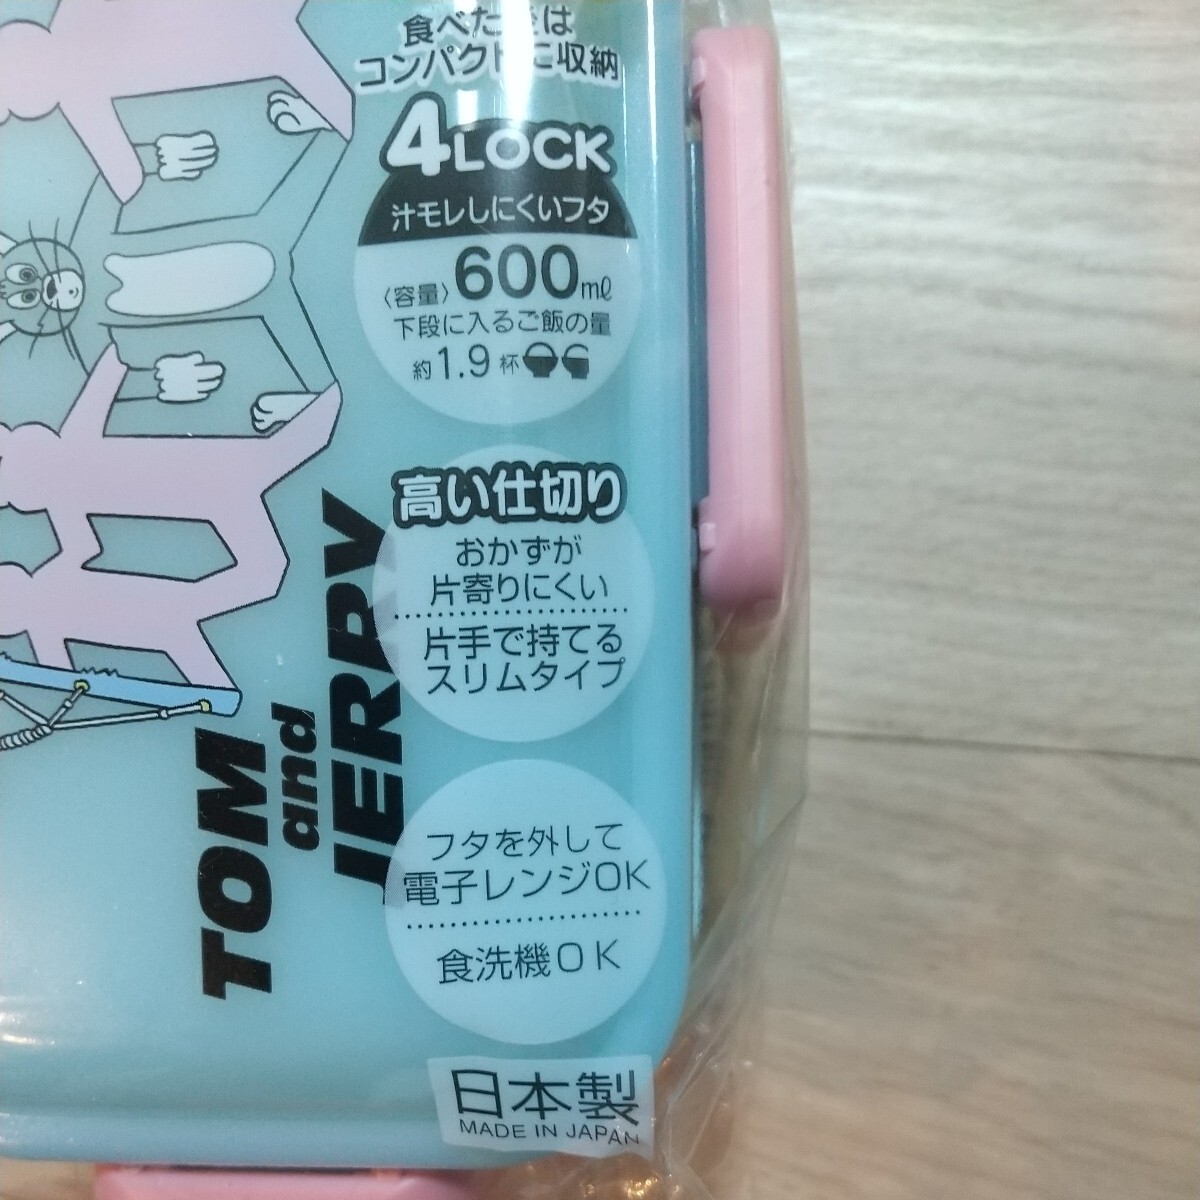 食べた後は
コンパクトに収納
4LOCK
汁モレしにくいフタ
〈容量〉600ml
下段に入るご飯の量
約1.9杯
高い仕切り
おかずが
片寄りにくい
片手で持てる
スリムタイプ
TOM
and
JERRY
フタを外して
電子レンジOK
食洗機OK
日本製
MADE IN JAPAN